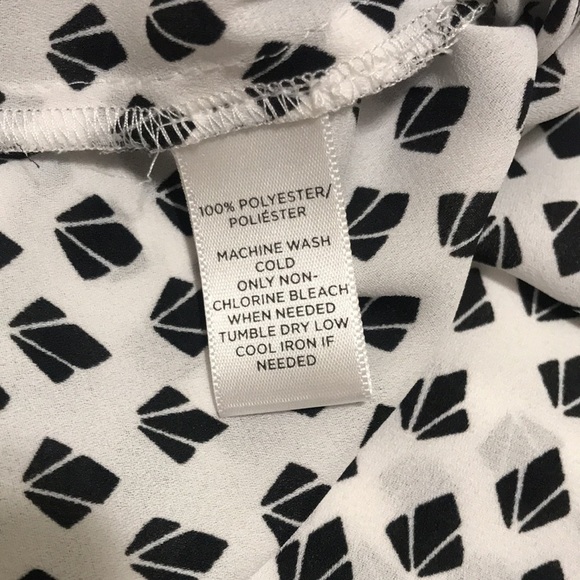 100% POLYESTER/
POLIÉSTER
MACHINE WASH
COLD
ONLY NON-
CHLORINE BLEACH
WHEN NEEDED
TUMBLE DRY LOW
COOL IRON IF
NEEDED